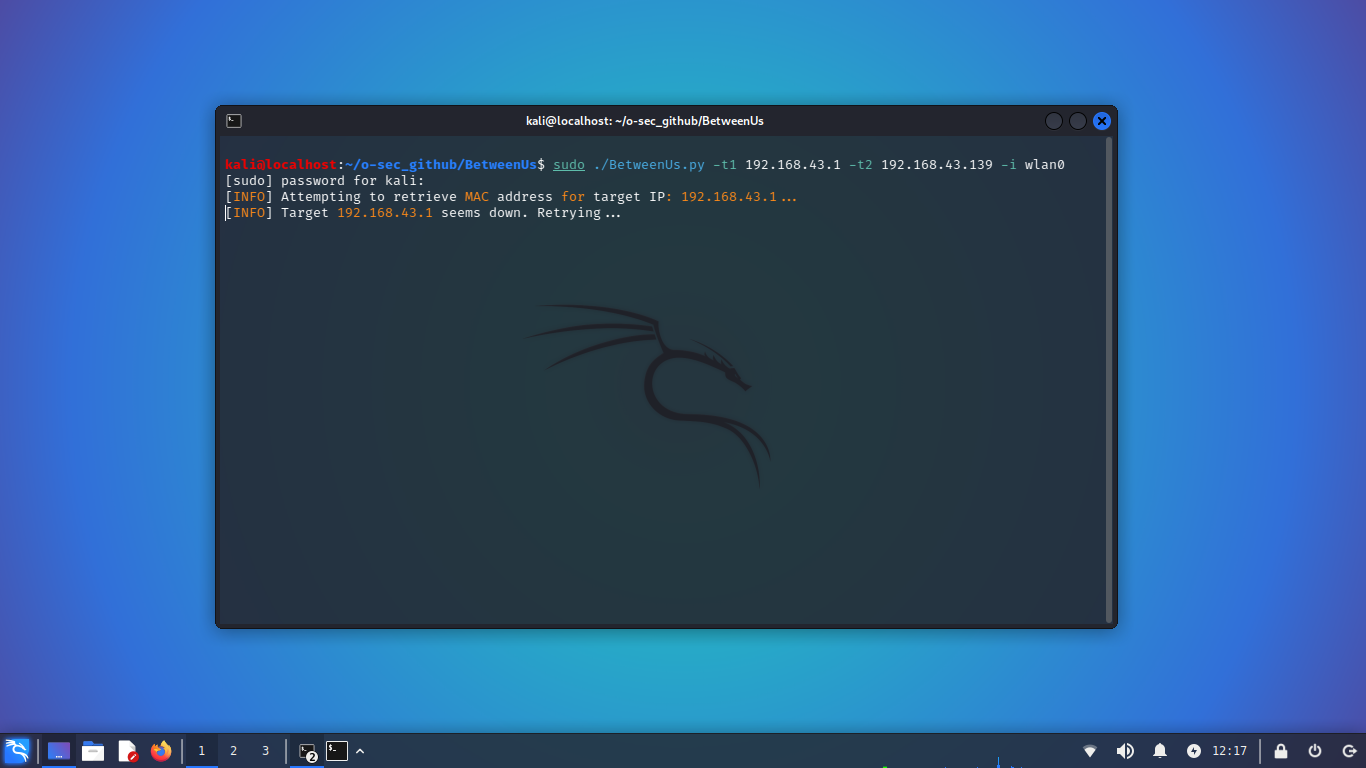 kali@localhost: ~/o-sec_github/BetweenUs
kali@localhost:~/o-sec_github/BetweenUs$ sudo ./BetweenUs.py -t1 192.168.43.1 -t2 192.168.43.139 -i wlan0
[sudo] password for kali:
[INFO] Attempting to retrieve MAC address for target IP: 192.168.43.1...
[INFO] Target 192.168.43.1 seems down. Retrying...
1 2 3 2 12:17